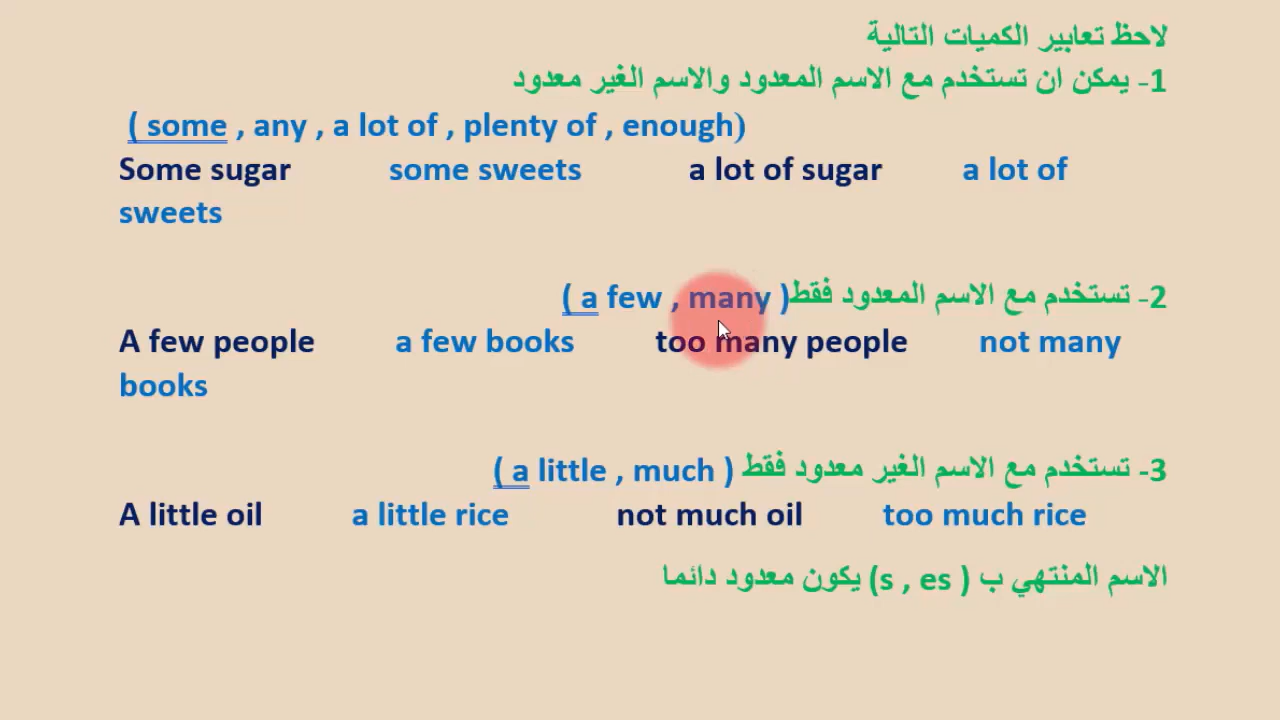 لاحظ تعابير الكميات التالية
1- يمكن ان تستخدم مع الاسم المعدود والاسم الغير معدود
( some , any , a lot of , plenty of , enough)
Some sugar some sweets a lot of sugar a lot of
sweets
2- تستخدم مع الاسم المعدود فقط( a few , many )
A few people a few books too many people not many
books
3- تستخدم مع الاسم الغير معدود فقط ( a little , much )
A little oil a little rice not much oil too much rice
الاسم المنتهي ب ( s , es) يكون معدود دائما